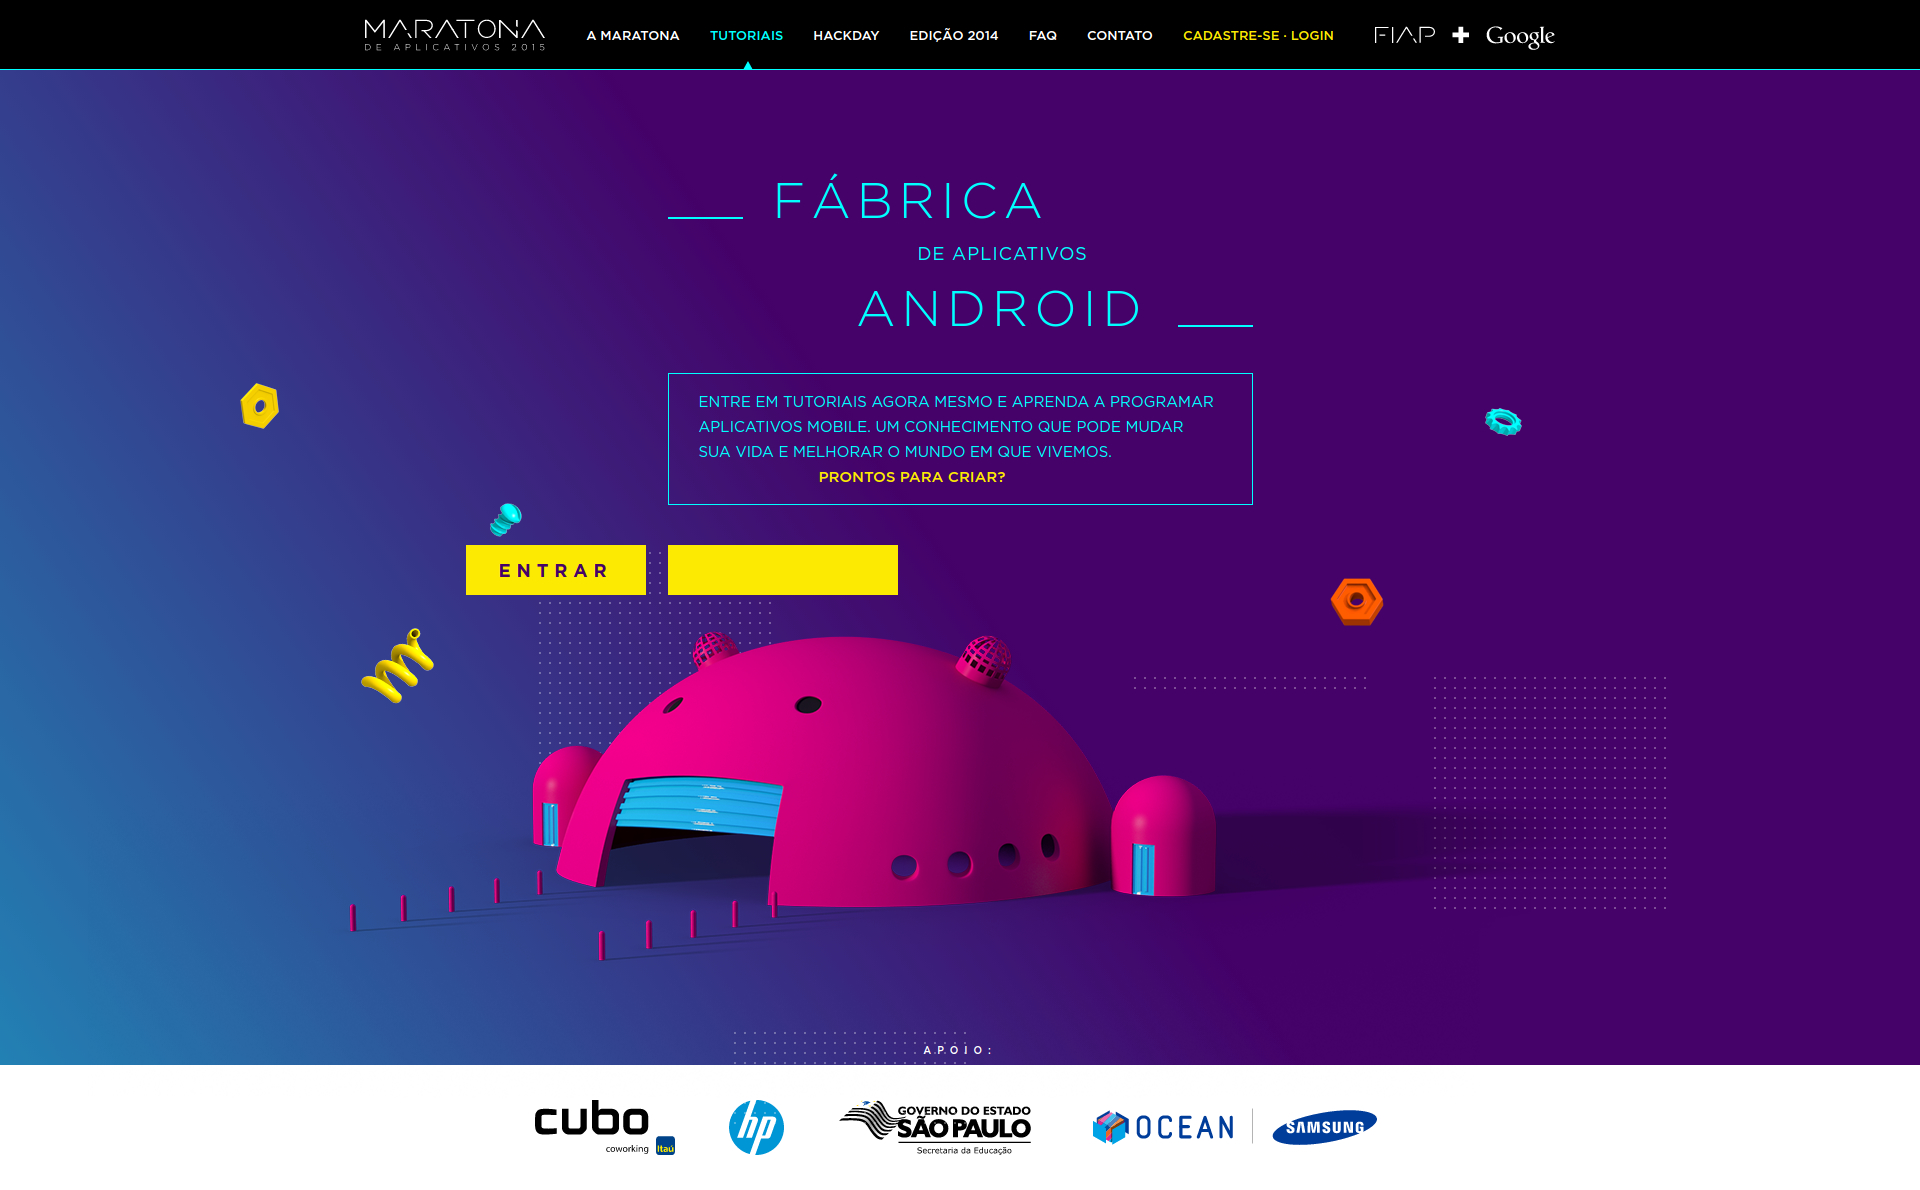 MARATONA
DE APLICATIVOS 2015
A MARATONA
TUTORIAIS
HACKDAY
EDIÇÃO 2014
FAQ
CONTATO
CADASTRE-SE · LOGIN
FIAP + Google
FÁBRICA
DE APLICATIVOS
ANDROID
ENTRE EM TUTORIAIS AGORA MESMO E APRENDA A PROGRAMAR
APLICATIVOS MOBILE. UM CONHECIMENTO QUE PODE MUDAR
SUA VIDA E MELHORAR O MUNDO EM QUE VIVEMOS.
PRONTOS PARA CRIAR?
ENTRAR
APOIO:
cubo
coworking
Itaú
hp
GOVERNO DO ESTADO
SÃO PAULO
Secretaria da Educação
OCEAN
SAMSUNG